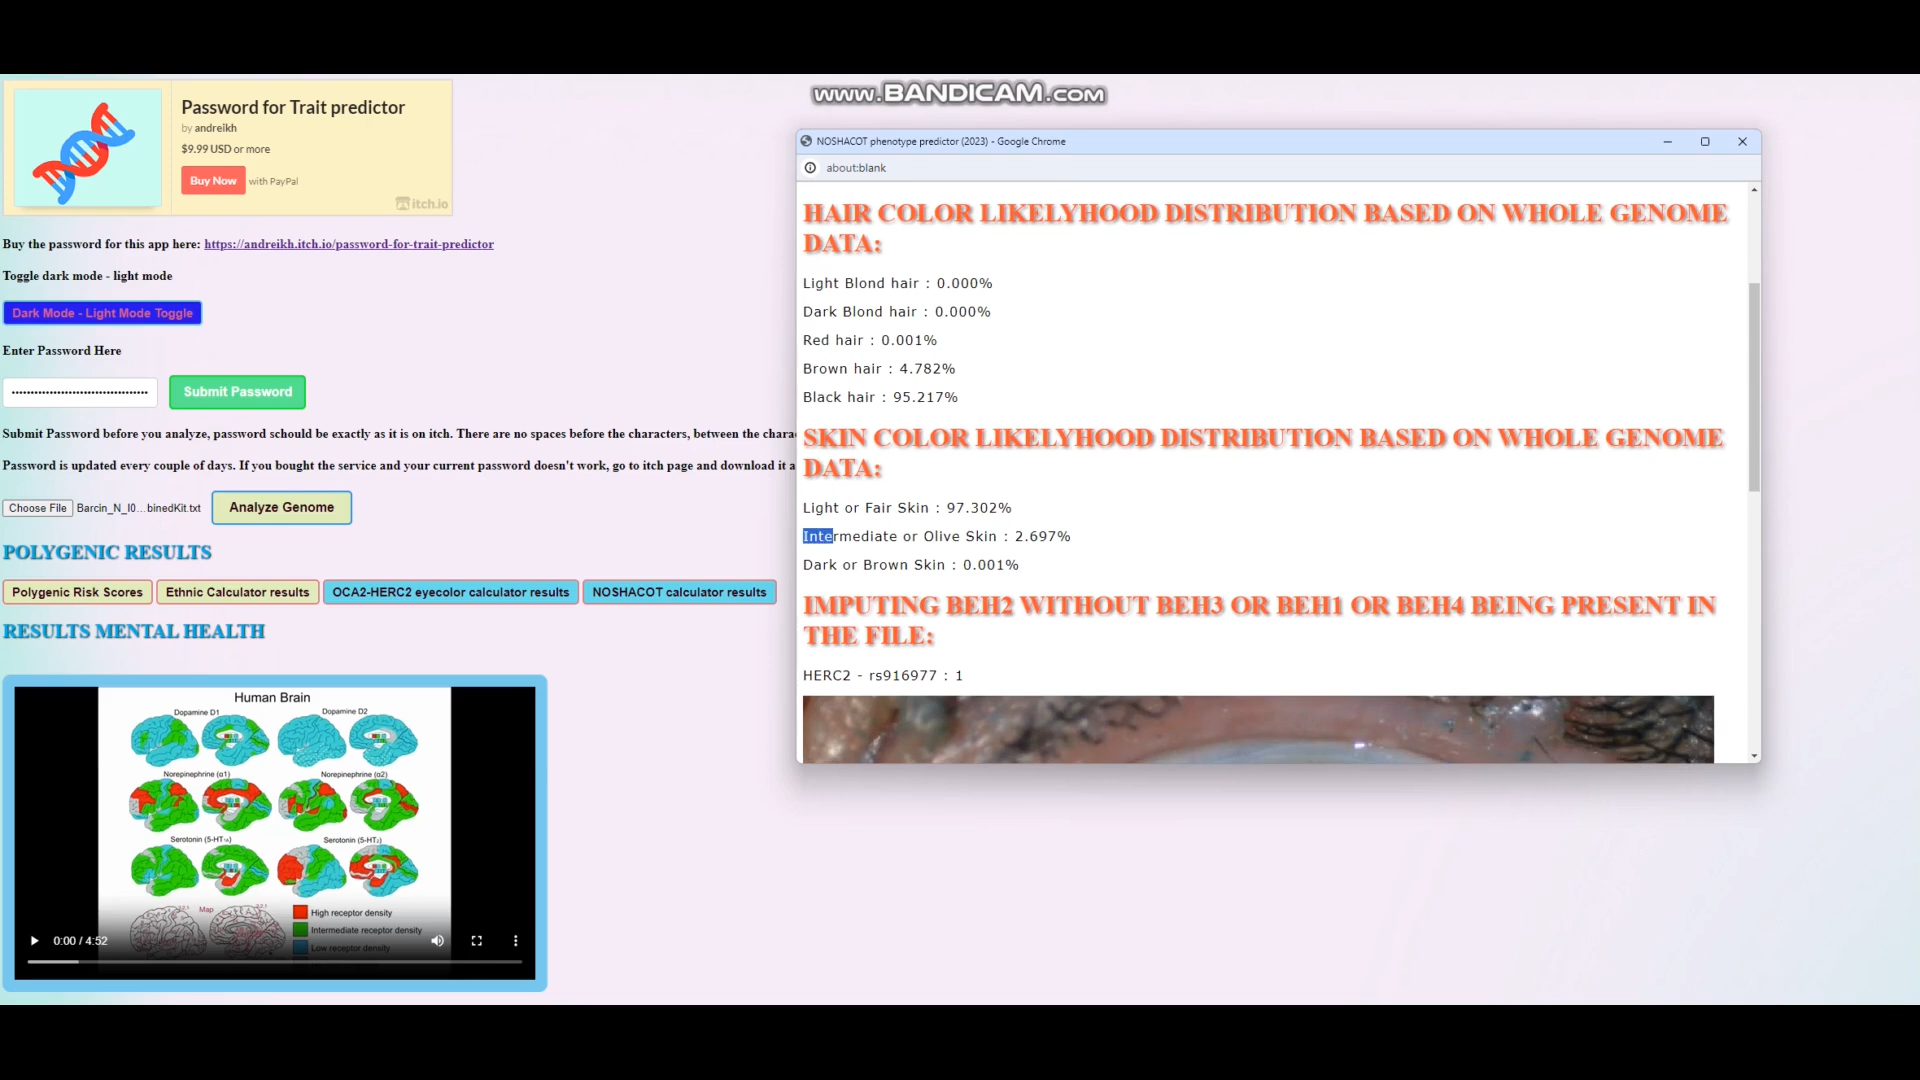 www.BANDICAM.com
Password for Trait predictor
by andreikh
$9.99 USD or more
Buy Now with PayPal
itch.io
Buy the password for this app here: https://andreikh.itch.io/password-for-trait-predictor
Toggle dark mode - light mode
Dark Mode - Light Mode Toggle
Enter Password Here
Submit Password
Submit Password before you analyze, password schould be exactly as it is on itch. There are no spaces before the characters, between the chara
Password is updated every couple of days. If you bought the service and your current password doesn't work, go to itch page and download it a
Choose File Barcin_N_I0...binedKit.txt Analyze Genome
POLYGENIC RESULTS
Polygenic Risk Scores Ethnic Calculator results OCA2-HERC2 eyecolor calculator results NOSHACOT calculator results
RESULTS MENTAL HEALTH
Human Brain
Dopamine D1 Dopamine D2
Norepinephrine (α1) Norepinephrine (α2)
Serotonin (5-HT₁A) Serotonin (5-HT₂)
Map
High receptor density
Intermediate receptor density
Low receptor density
0:00 / 4:52
NOSHACOT phenotype predictor (2023) - Google Chrome
about:blank
HAIR COLOR LIKELYHOOD DISTRIBUTION BASED ON WHOLE GENOME
DATA:
Light Blond hair : 0.000%
Dark Blond hair : 0.000%
Red hair : 0.001%
Brown hair : 4.782%
Black hair : 95.217%
SKIN COLOR LIKELYHOOD DISTRIBUTION BASED ON WHOLE GENOME
DATA:
Light or Fair Skin : 97.302%
Intermediate or Olive Skin : 2.697%
Dark or Brown Skin : 0.001%
IMPUTING BEH2 WITHOUT BEH3 OR BEH1 OR BEH4 BEING PRESENT IN
THE FILE:
HERC2 - rs916977 : 1